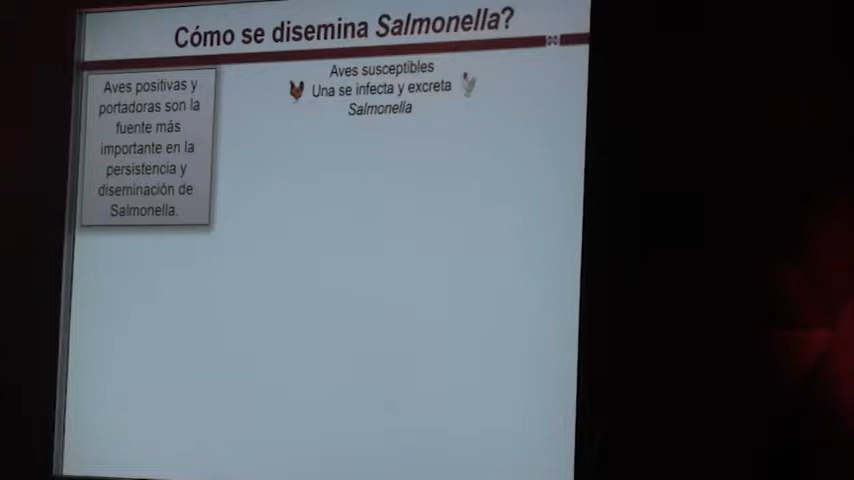 Cómo se disemina Salmonella?
Aves positivas y
portadoras son la
fuente más
importante en la
persistencia y
diseminación de
Salmonella.
Aves susceptibles
Una se infecta y excreta
Salmonella